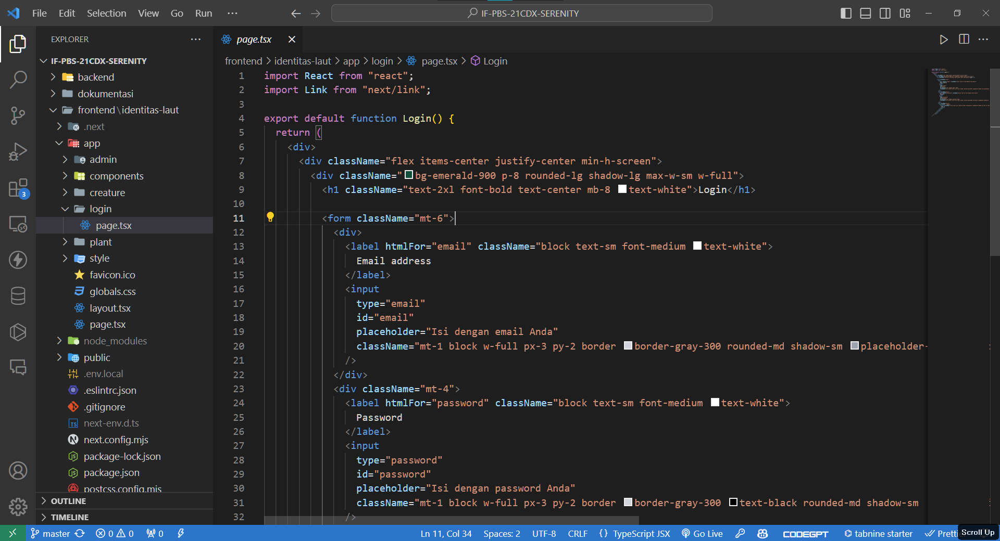 File Edit Selection View Go Run ··· IF-PBS-21CDX-SERENITY
EXPLORER
IF-PBS-21CDX-SERENITY
backend
dokumentasi
frontend\identitas-laut
.next
app
admin
components
creature
login
page.tsx
plant
style
favicon.ico
globals.css
layout.tsx
page.tsx
node_modules
public
.env.local
.eslintrc.json
.gitignore
next-env.d.ts
next.config.mjs
package-lock.json
package.json
postcss.config.mjs
OUTLINE
TIMELINE
3
page.tsx
frontend > identitas-laut > app > login > page.tsx > Login
1 import React from "react";
2 import Link from "next/link";
3
4 export default function Login() {
5 return (
6 <div>
7 <div className="flex items-center justify-center min-h-screen">
8 <div className="bg-emerald-900 p-8 rounded-lg shadow-lg max-w-sm w-full">
9 <h1 className="text-2xl font-bold text-center mb-8 text-white">Login</h1>
10
11 <form className="mt-6">
12 <div>
13 <label htmlFor="email" className="block text-sm font-medium text-white">
14 Email address
15 </label>
16 <input
17 type="email"
18 id="email"
19 placeholder="Isi dengan email Anda"
20 className="mt-1 block w-full px-3 py-2 border border-gray-300 rounded-md shadow-sm placeholder-
21 />
22 </div>
23 <div className="mt-4">
24 <label htmlFor="password" className="block text-sm font-medium text-white">
25 Password
26 </label>
27 <input
28 type="password"
29 id="password"
30 placeholder="Isi dengan password Anda"
31 className="mt-1 block w-full px-3 py-2 border border-gray-300 text-black rounded-md shadow-sm
32 />
master 0 0 0 Ln 11, Col 34 Spaces: 2 UTF-8 CRLF {} TypeScript JSX Go Live CODEGPT tabnine starter Pretti
Scroll Up